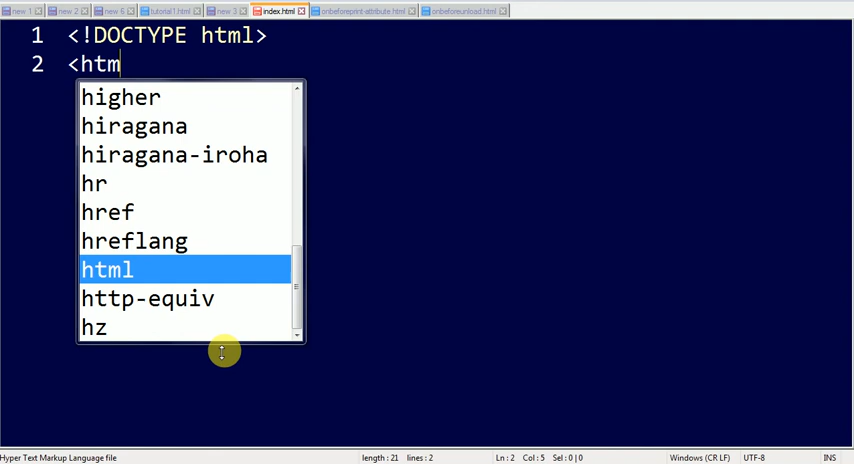 new 1 new 2 new 6 tutorial1.html new 3 index.html onbeforeprint-attribute.html onbeforeunload.html
1 <!DOCTYPE html>
2 <htm
higher
hiragana
hiragana-iroha
hr
href
hreflang
html
http-equiv
hz
Hyper Text Markup Language file length : 21 lines : 2 Ln : 2 Col : 5 Sel : 0 | 0 Windows (CR LF) UTF-8 INS